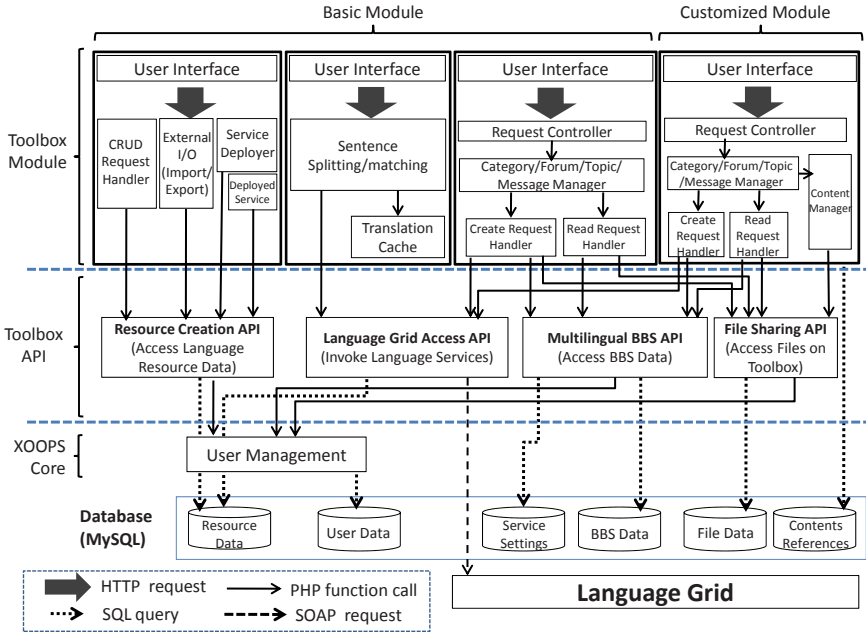 Basic Module
Customized Module
Toolbox
Module
User Interface
CRUD
Request
Handler
External
I/O
(Import/
Export)
Service
Deployer
Deployed
Service
User Interface
Sentence
Splitting/matching
Translation
Cache
User Interface
Request Controller
Category/Forum/Topic/
Message Manager
Create Request
Handler
Read Request
Handler
User Interface
Request Controller
Category/Forum/Topic
/Message Manager
Content
Manager
Create
Request
Handler
Read
Request
Handler
Toolbox
API
Resource Creation API
(Access Language
Resource Data)
Language Grid Access API
(Invoke Language Services)
Multilingual BBS API
(Access BBS Data)
File Sharing API
(Access Files on
Toolbox)
XOOPS
Core
User Management
Database
(MySQL)
Resource
Data
User Data
Service
Settings
BBS Data
File Data
Contents
References
HTTP request
PHP function call
SQL query
SOAP request
Language Grid